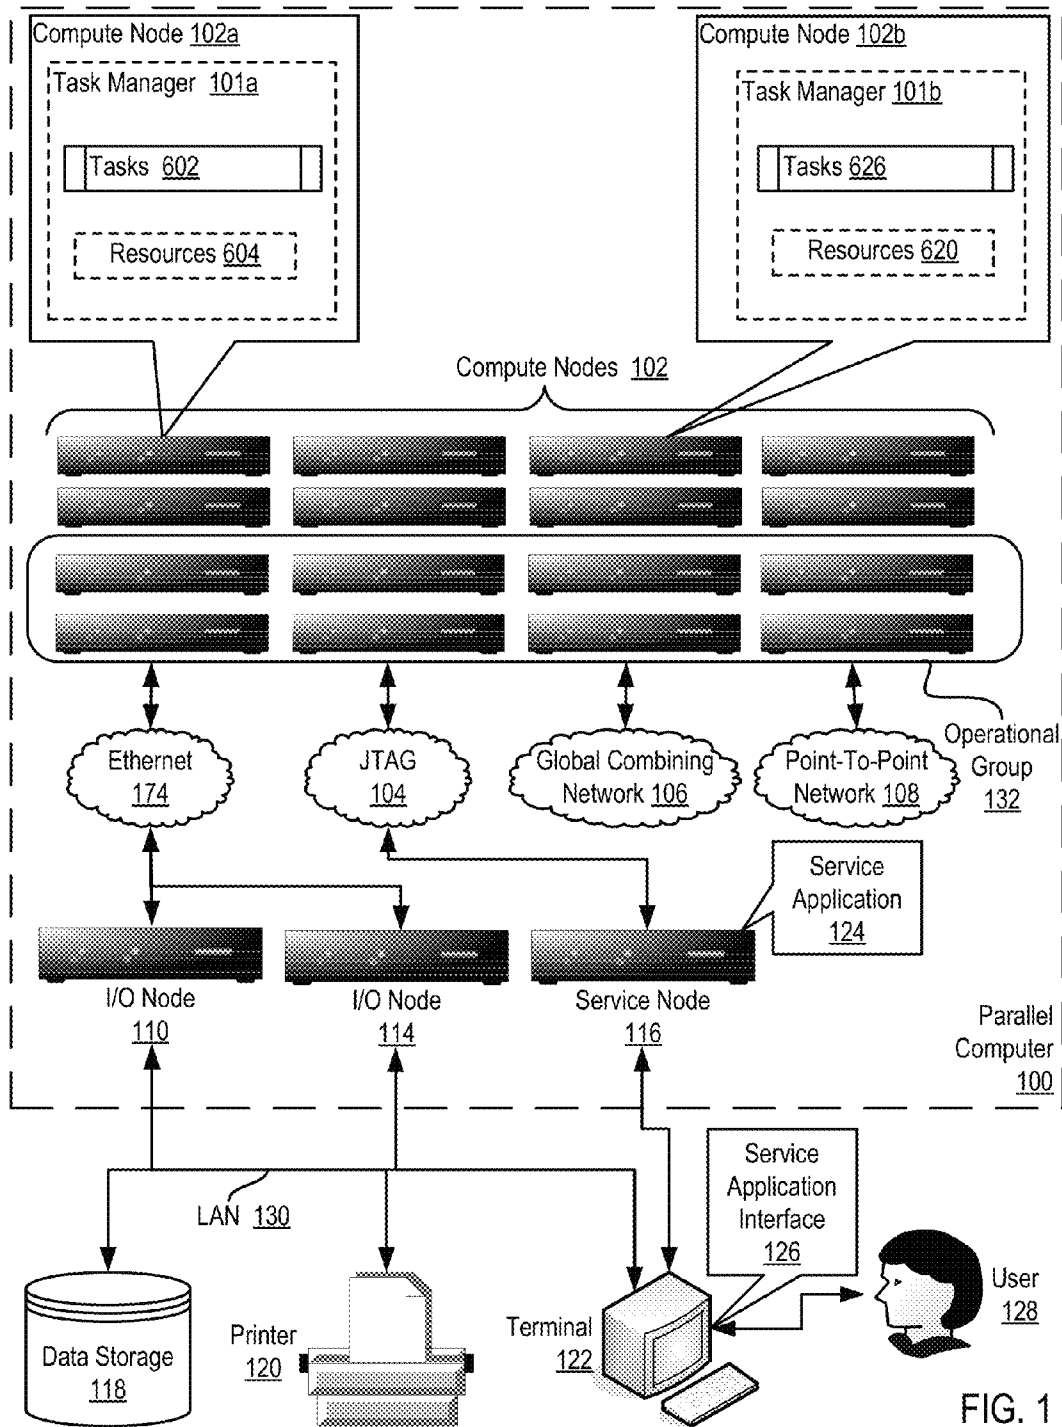 Compute Node 102a
Task Manager 101a
Tasks 602
Resources 604
Compute Node 102b
Task Manager 101b
Tasks 626
Resources 620
Compute Nodes 102
Ethernet
174
JTAG
104
Global Combining
Network 106
Point-To-Point
Network 108
Operational
Group
132
Service
Application
124
I/O Node
110
I/O Node
114
Service Node
116
Parallel
Computer
100
LAN 130
Service
Application
Interface
126
Data Storage
118
Printer
120
Terminal
122
User
128
FIG. 1